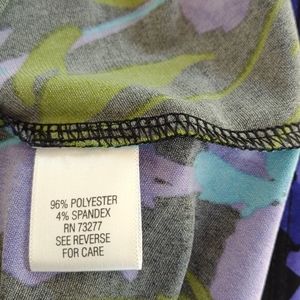 96% POLYESTER
4% SPANDEX
RN 73277
SEE REVERSE
FOR CARE